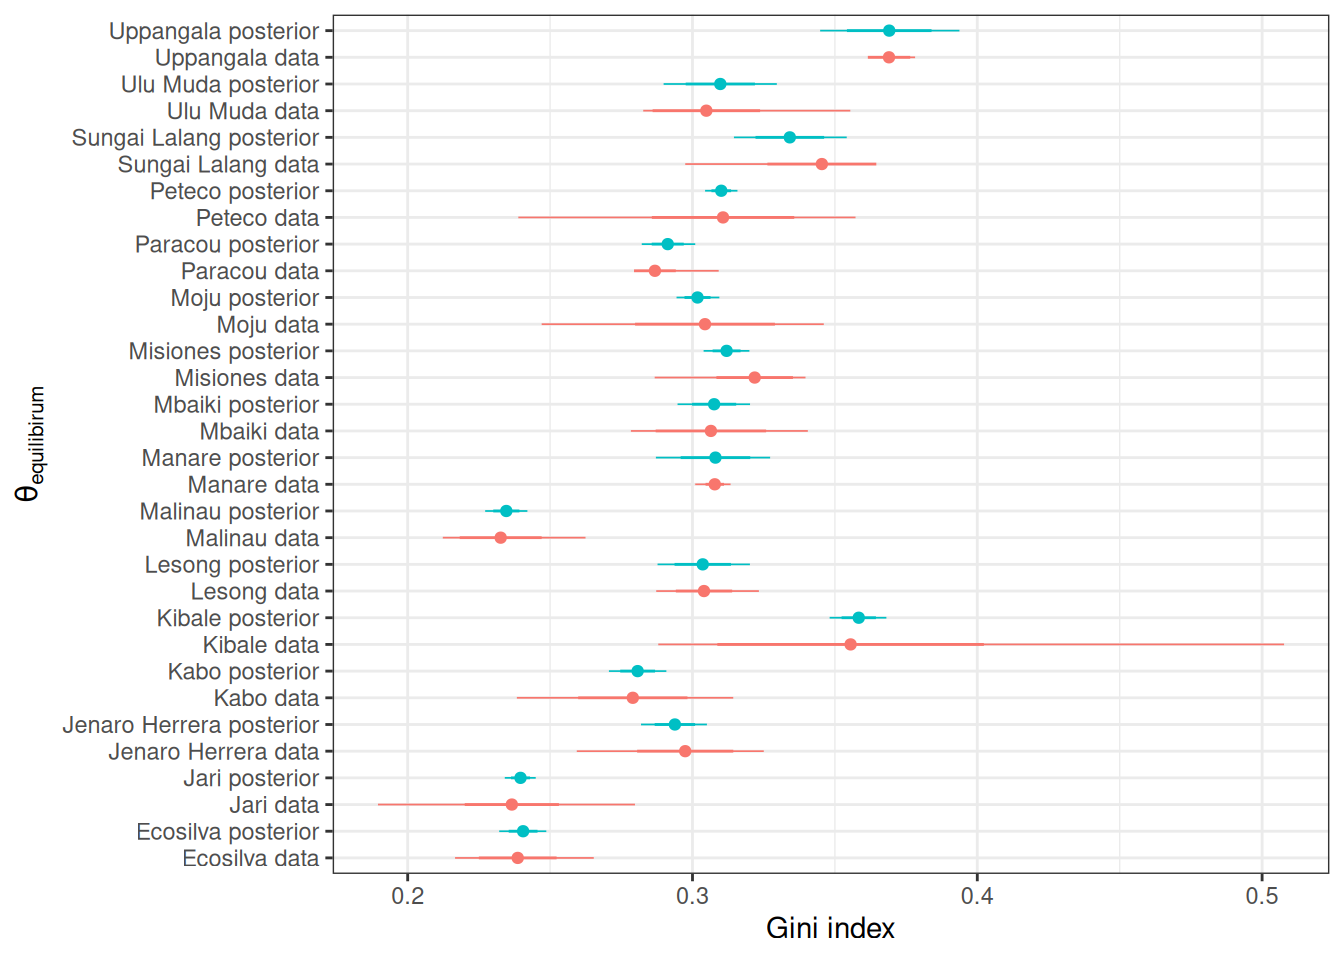 Uppangala posterior
Uppangala data
Ulu Muda posterior
Ulu Muda data
Sungai Lalang posterior
Sungai Lalang data
Peteco posterior
Peteco data
Paracou posterior
Paracou data
Moju posterior
Moju data
Misiones posterior
Misiones data
Mbaiki posterior
Mbaiki data
Manare posterior
Manare data
Malinau posterior
Malinau data
Lesong posterior
Lesong data
Kibale posterior
Kibale data
Kabo posterior
Kabo data
Jenaro Herrera posterior
Jenaro Herrera data
Jari posterior
Jari data
Ecosilva posterior
Ecosilva data
θequilibirum
0.2 0.3 0.4 0.5
Gini index